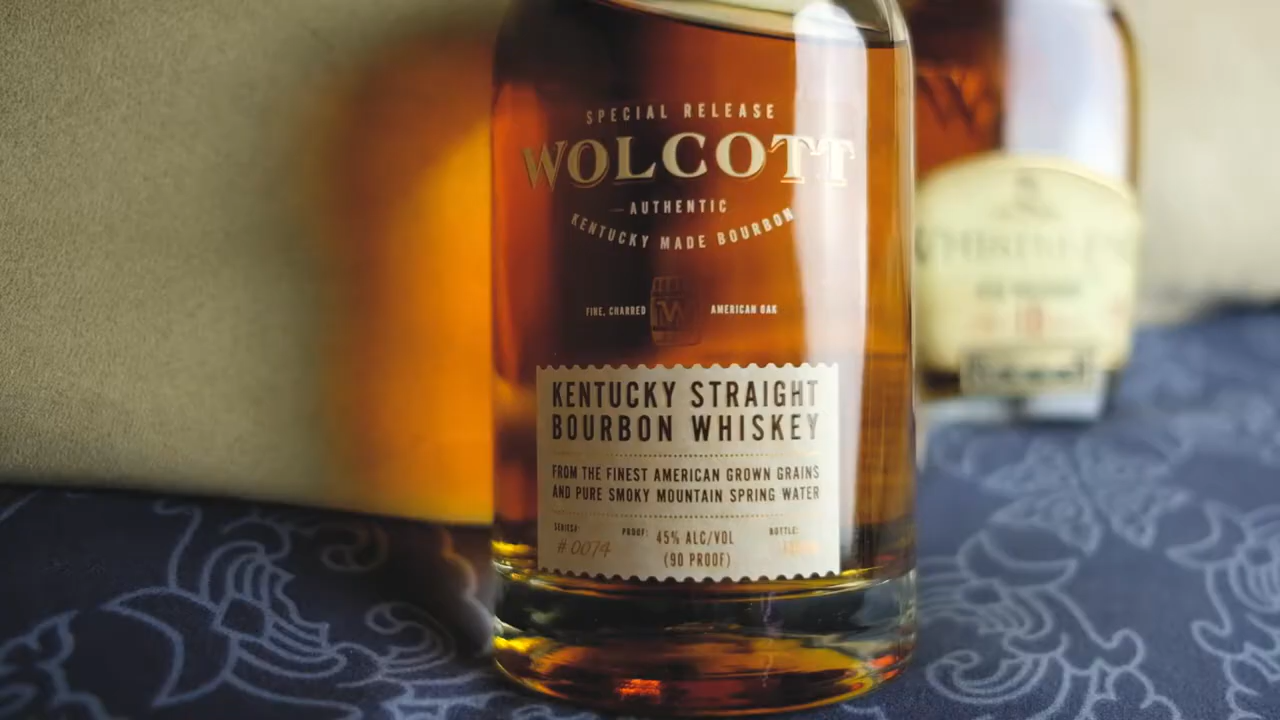 SPECIAL RELEASE
WOLCOTT
AUTHENTIC
KENTUCKY MADE BOURBON
FINE, CHARRED
W
AMERICAN OAK
KENTUCKY STRAIGHT
BOURBON WHISKEY
FROM THE FINEST AMERICAN GROWN GRAINS
AND PURE SMOKY MOUNTAIN SPRING WATER
SERIES#:
#0074
PROOF: 45% ALC/VOL
(90 PROOF)
BOTTLE: